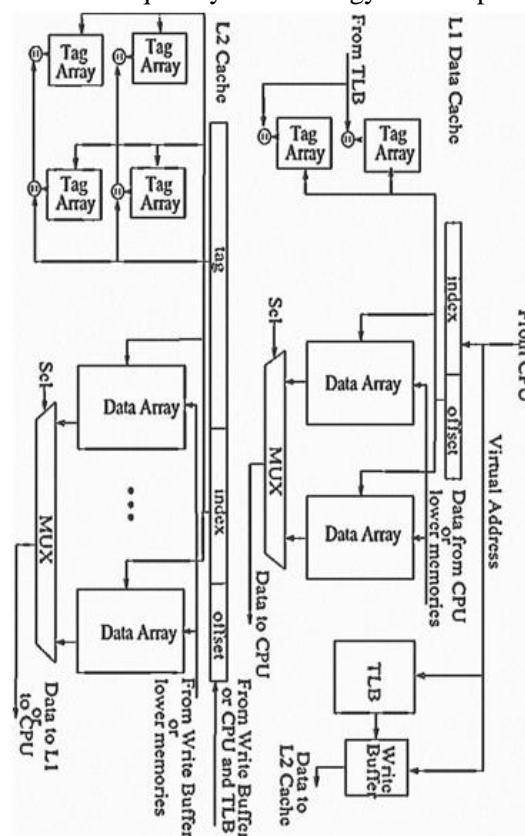 L1 Data Cache
From TLB
Tag
Array
Tag
Array
=
=
From CPU
Virtual Address
index
offset
Data from CPU
or
lower memories
Data Array
Data Array
Sel
MUX
Data to CPU
TLB
Write
Buffer
Data to
L2 Cache
L2 Cache
Tag
Array
Tag
Array
Tag
Array
Tag
Array
=
=
=
=
tag
index
offset
From Write Buffer
or CPU and TLB
From Write Buffer
or
lower memories
Data Array
• • •
Data Array
Sel
MUX
Data to L1
or
to CPU